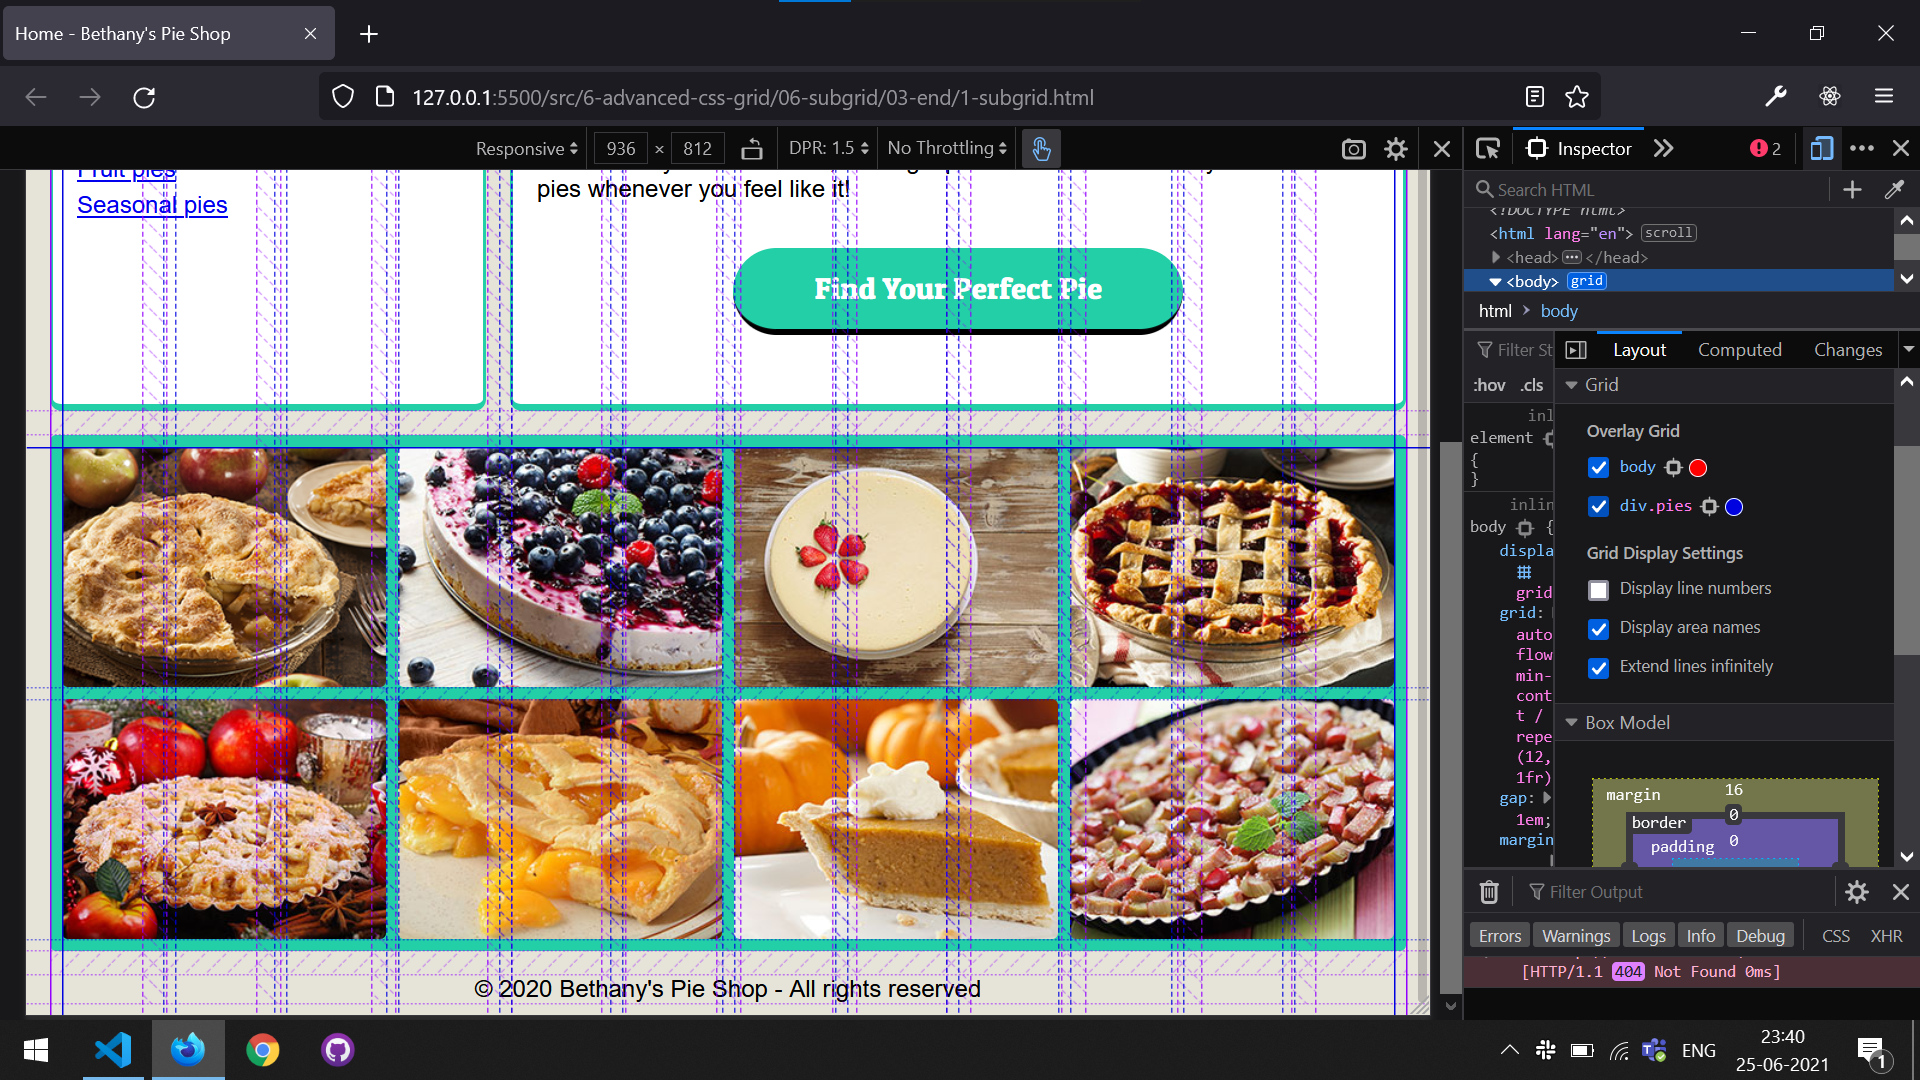 Home - Bethany's Pie Shop
127.0.0.1:5500/src/6-advanced-css-grid/06-subgrid/03-end/1-subgrid.html
Responsive 936 × 812 DPR: 1.5 No Throttling
Inspector 2
Search HTML
<!DOCTYPE html>
<html lang="en"> scroll
<head> ... </head>
<body> grid
html > body
Filter St
Layout Computed Changes
:hov .cls
Grid
inl
element
{
}
Overlay Grid
body
div.pies
Grid Display Settings
Display line numbers
Display area names
Extend lines infinitely
inlin
body {
displa
grid
grid:
auto
flow
min-
cont
t /
repe
(12,
1fr)
gap:
1em;
margin
Box Model
margin 16
border 0
padding 0
Filter Output
Errors Warnings Logs Info Debug CSS XHR
[HTTP/1.1 404 Not Found 0ms]
Fruit pies
Seasonal pies
pies whenever you feel like it!
Find Your Perfect Pie
© 2020 Bethany's Pie Shop - All rights reserved
ENG
23:40
25-06-2021
1